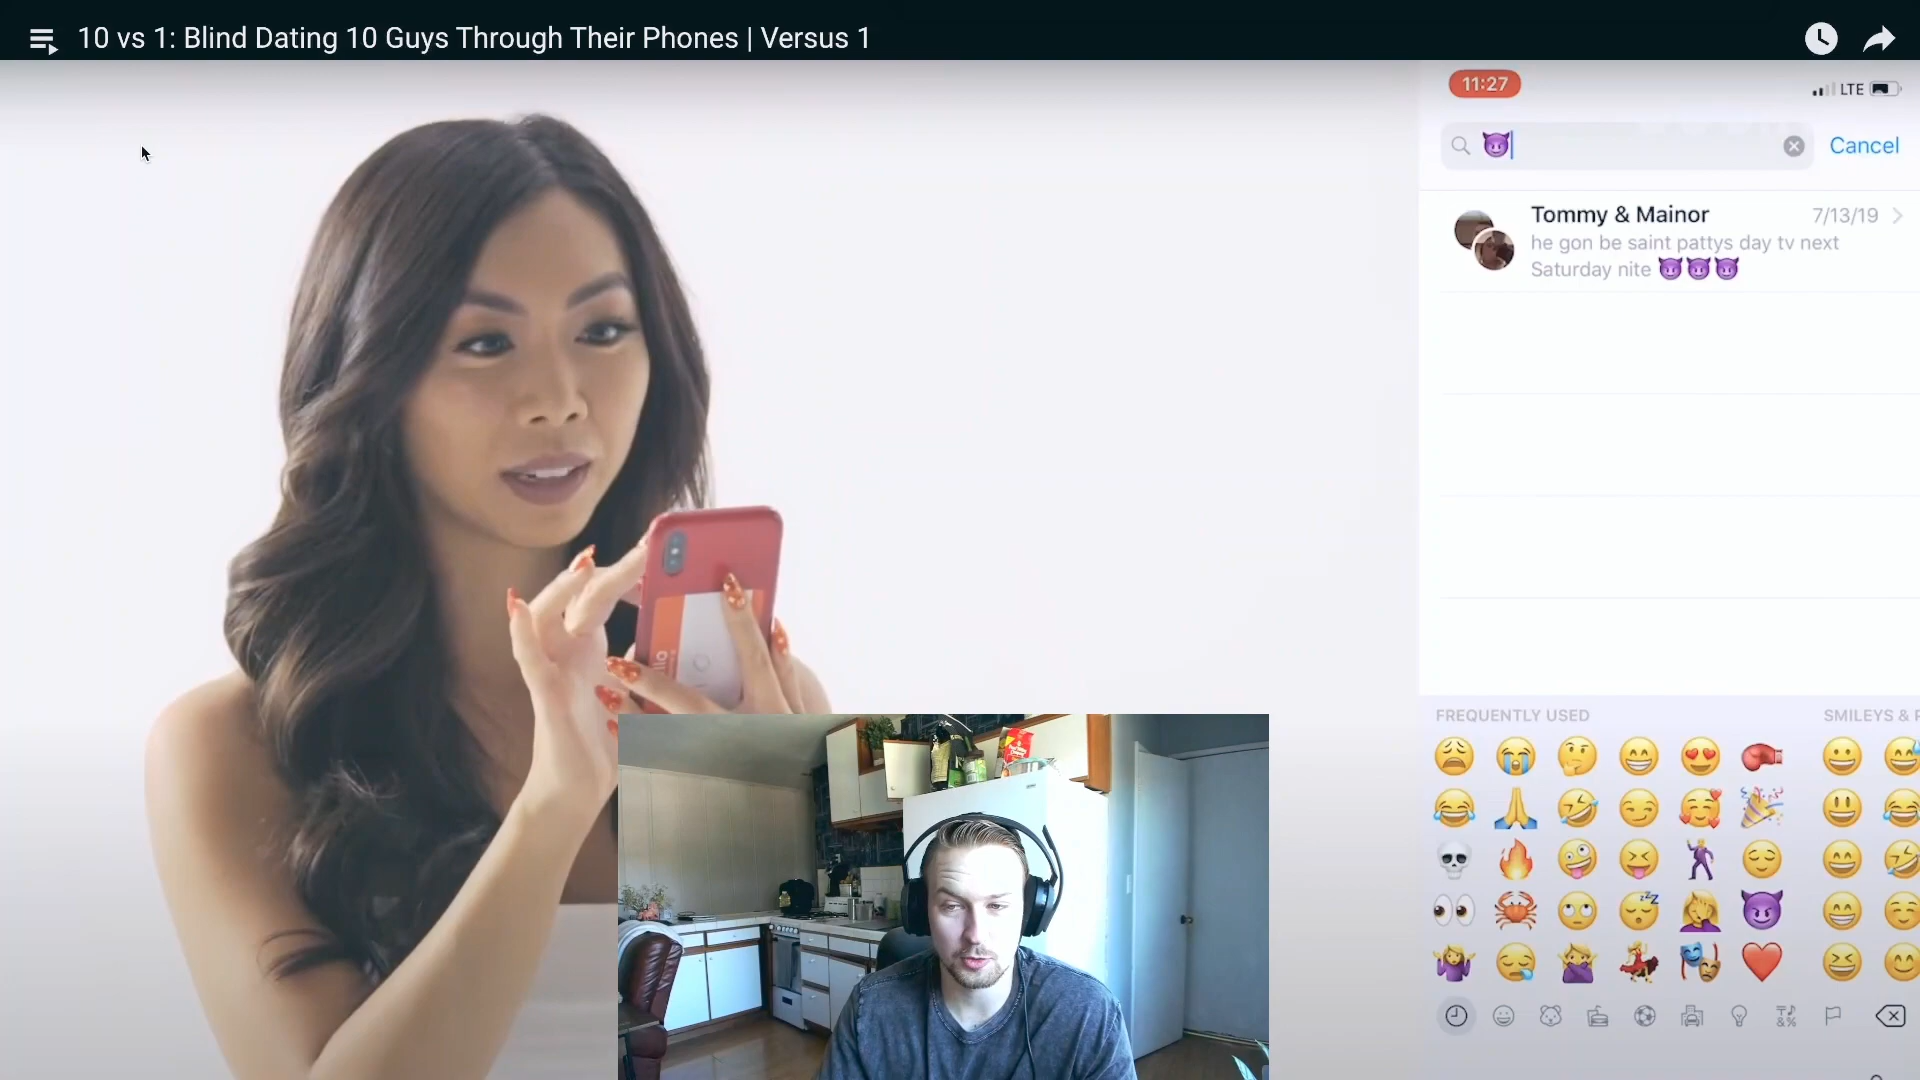 10 vs 1: Blind Dating 10 Guys Through Their Phones | Versus 1
11:27
LTE
😈
Cancel
Tommy & Mainor
7/13/19
he gon be saint pattys day tv next
Saturday nite 😈😈😈
FREQUENTLY USED
SMILEYS & P